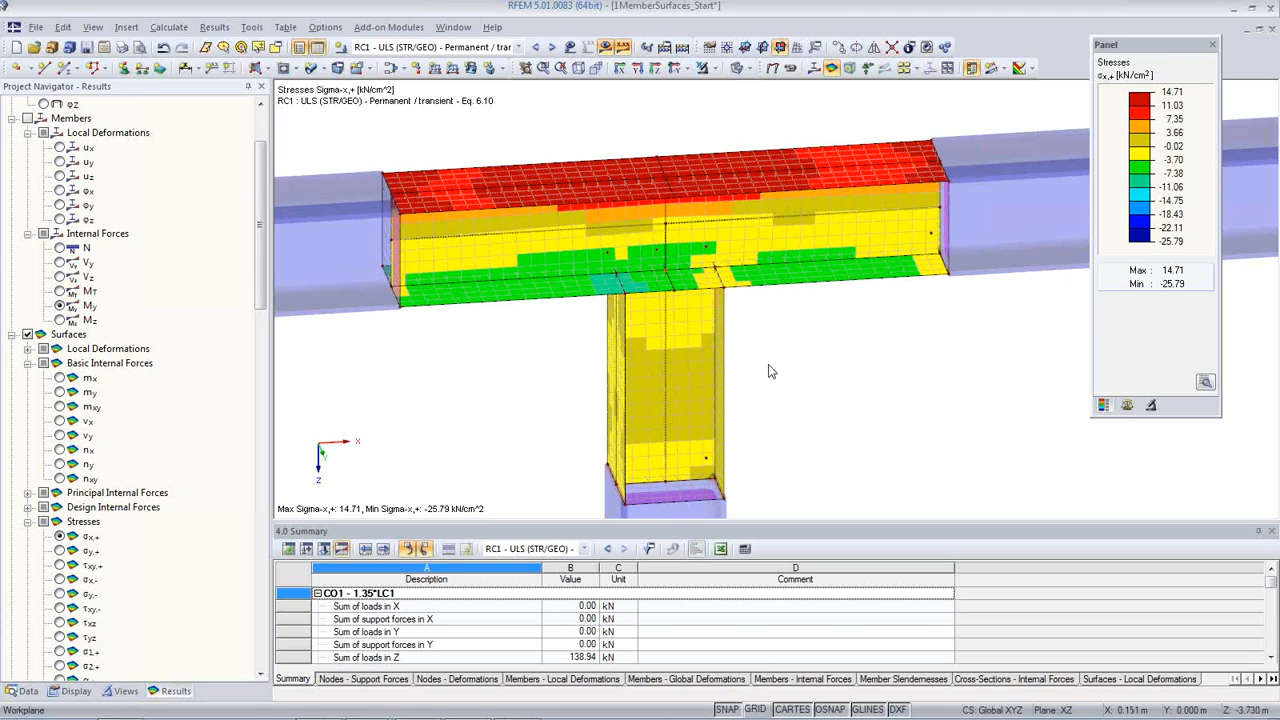 RFEM 5.01.0083 (64bit) - [1MemberSurfaces_Start*]
File Edit View Insert Calculate Results Tools Table Options Add-on Modules Window Help
RC1 - ULS (STR/GEO) - Permanent / tran
Project Navigator - Results
φz
Members
Local Deformations
ux
uy
uz
φx
φy
φz
Internal Forces
N
Vy
Vz
MT
My
Mz
Surfaces
Local Deformations
Basic Internal Forces
mx
my
mxy
vx
vy
nx
ny
nxy
Principal Internal Forces
Design Internal Forces
Stresses
σx,+
σy,+
τxy,+
σx,-
σy,-
τxy,-
τxz
τyz
σ1,+
σ2,+
Data Display Views Results
Stresses Sigma-x,+ [kN/cm^2]
RC1 : ULS (STR/GEO) - Permanent / transient - Eq. 6.10
X
Y
Z
Max Sigma-x,+: 14.71, Min Sigma-x,+: -25.79 kN/cm^2
Panel
Stresses
σx,+ [kN/cm2]
14.71
11.03
7.35
3.66
-0.02
-3.70
-7.38
-11.06
-14.75
-18.43
-22.11
-25.79
Max : 14.71
Min : -25.79
4.0 Summary
RC1 - ULS (STR/GEO) -
A B C D
Description Value Unit Comment
CO1 - 1.35*LC1
Sum of loads in X 0.00 kN
Sum of support forces in X 0.00 kN
Sum of loads in Y 0.00 kN
Sum of support forces in Y 0.00 kN
Sum of loads in Z 138.94 kN
Summary Nodes - Support Forces Nodes - Deformations Members - Local Deformations Members - Global Deformations Members - Internal Forces Member Slendernesses Cross-Sections - Internal Forces Surfaces - Local Deformations
Workplane SNAP GRID CARTES OSNAP GLINES DXF CS: Global XYZ Plane: XZ X: 0.151 m Y: 0.000 m Z: -3.730 m